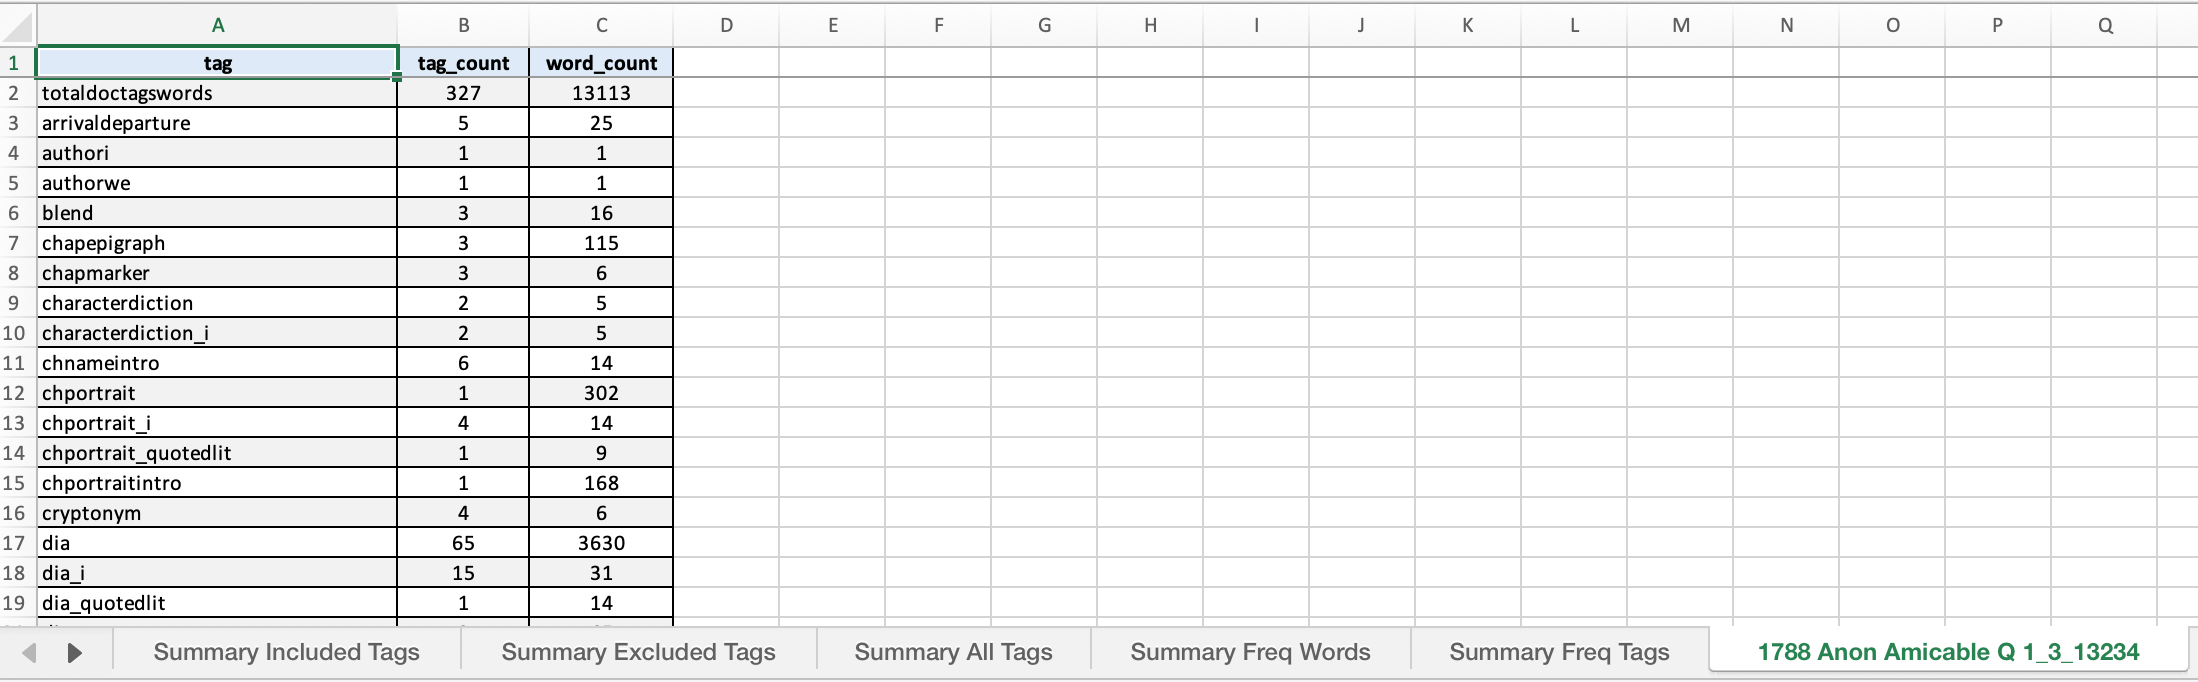 A B C D E F G H I J K L M N O P Q
1 tag tag_count word_count
2 totaldoctagswords 327 13113
3 arrivaldeparture 5 25
4 authori 1 1
5 authorwe 1 1
6 blend 3 16
7 chapepigraph 3 115
8 chapmarker 3 6
9 characterdiction 2 5
10 characterdiction_i 2 5
11 chnameintro 6 14
12 chportrait 1 302
13 chportrait_i 4 14
14 chportrait_quotedlit 1 9
15 chportraitintro 1 168
16 cryptonym 4 6
17 dia 65 3630
18 dia_i 15 31
19 dia_quotedlit 1 14
Summary Included Tags Summary Excluded Tags Summary All Tags Summary Freq Words Summary Freq Tags 1788 Anon Amicable Q 1_3_13234